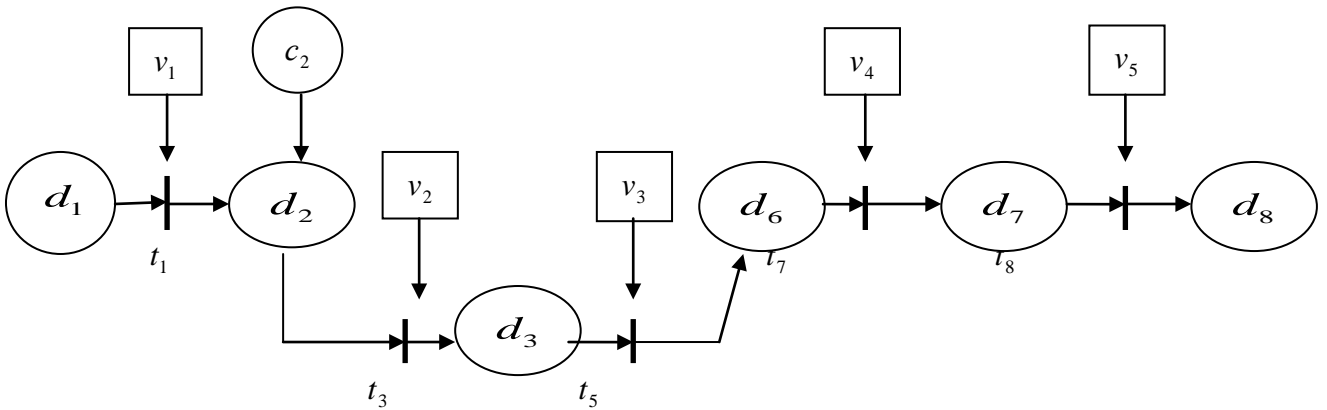 v₁
c₂
v₄
v₅
d₁
d₂
v₂
v₃
d₆
d₇
d₈
t₁
t₇
t₈
d₃
t₃
t₅